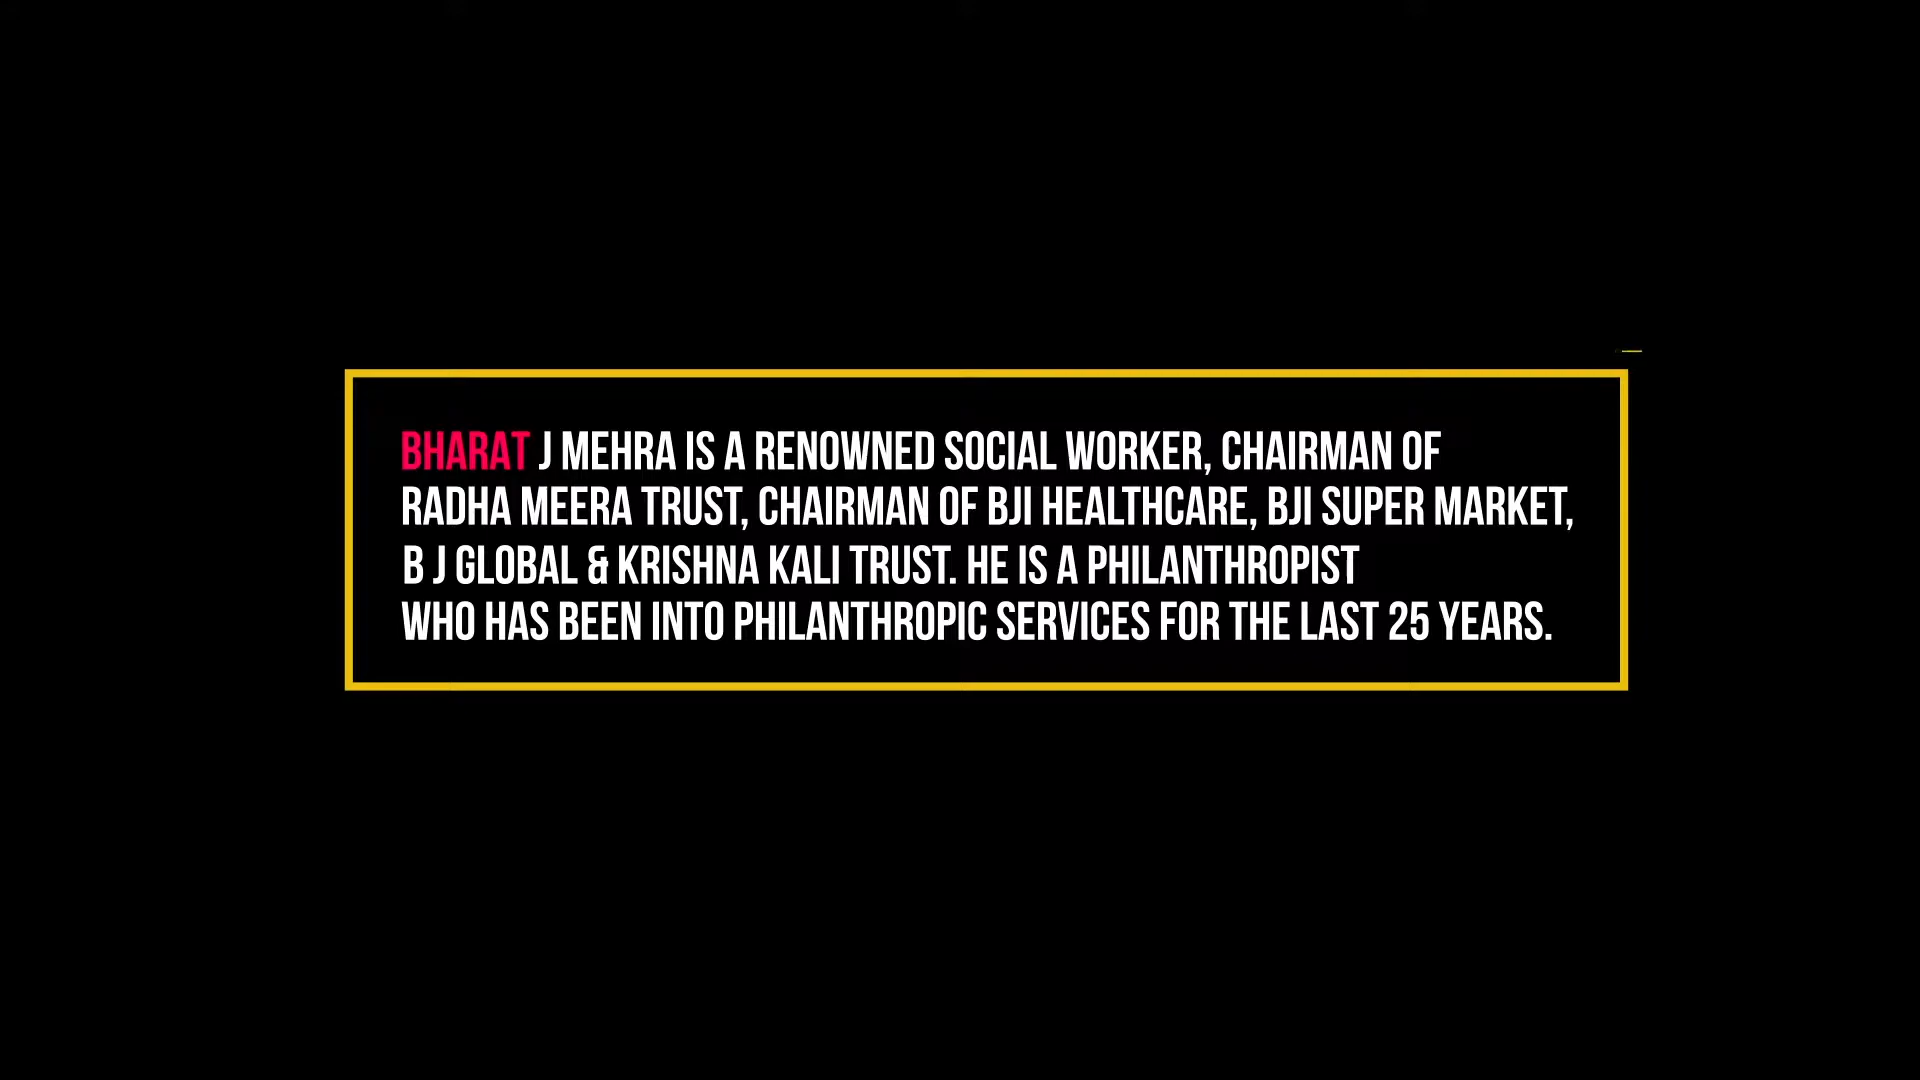 BHARAT J MEHRA IS A RENOWNED SOCIAL WORKER, CHAIRMAN OF
RADHA MEERA TRUST, CHAIRMAN OF BJI HEALTHCARE, BJI SUPER MARKET,
B J GLOBAL & KRISHNA KALI TRUST. HE IS A PHILANTHROPIST
WHO HAS BEEN INTO PHILANTHROPIC SERVICES FOR THE LAST 25 YEARS.